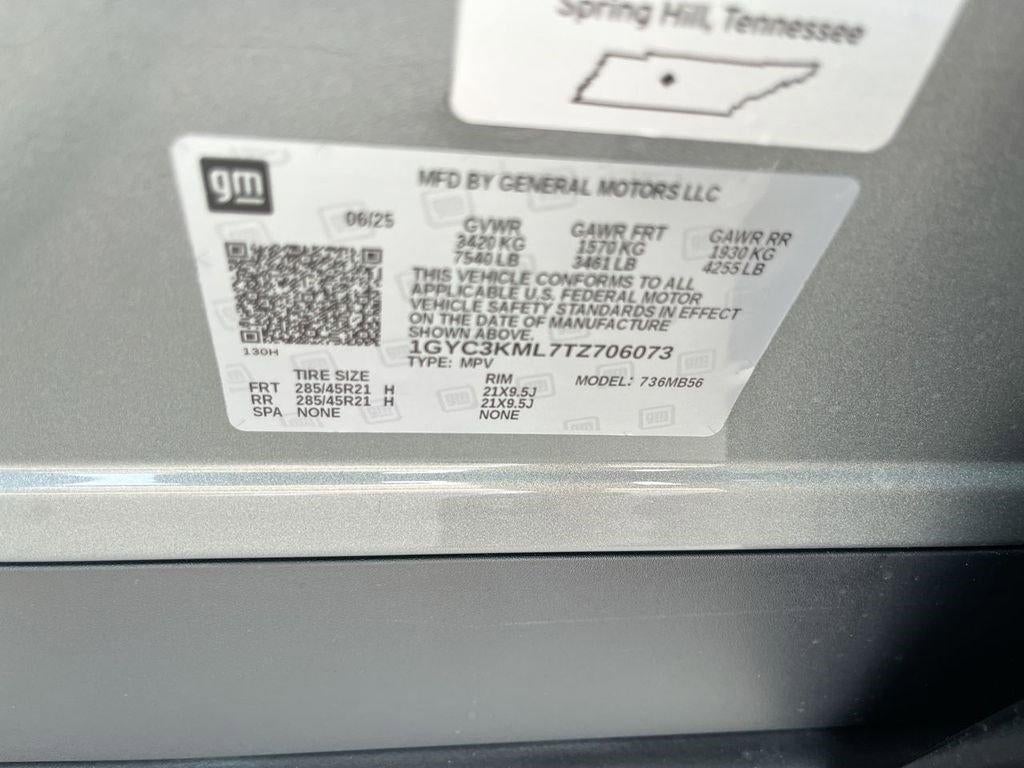 Spring Hill, Tennessee
gm
MFD BY GENERAL MOTORS LLC
06/25
GVWR GAWR FRT GAWR RR
3420 KG 1570 KG 1930 KG
7540 LB 3461 LB 4255 LB
THIS VEHICLE CONFORMS TO ALL
APPLICABLE U.S. FEDERAL MOTOR
VEHICLE SAFETY STANDARDS IN EFFECT
ON THE DATE OF MANUFACTURE
SHOWN ABOVE.
1GYC3KML7TZ706073
130H
TYPE: MPV
TIRE SIZE RIM MODEL: 736MB56
FRT 285/45R21 H 21X9.5J
RR 285/45R21 H 21X9.5J
SPA NONE NONE